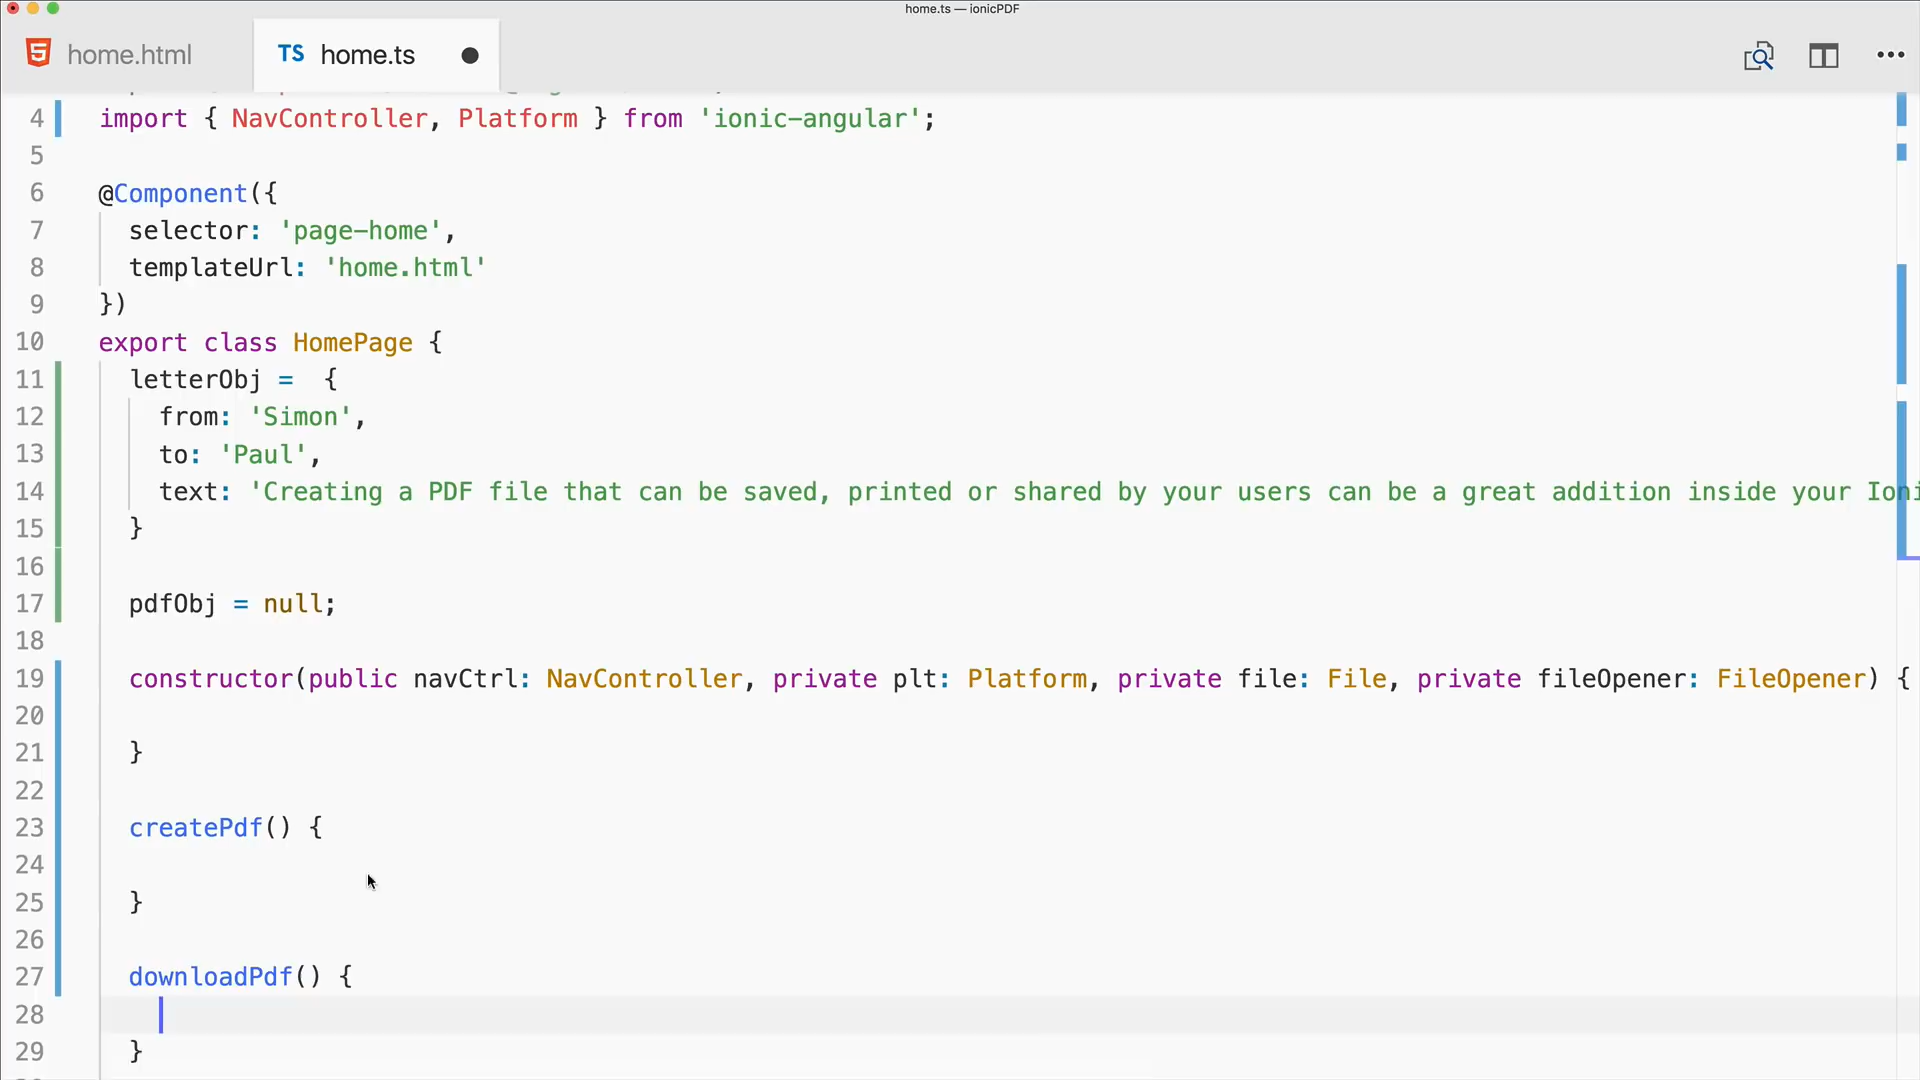 home.ts — ionicPDF
home.html
TS home.ts
4 import { NavController, Platform } from 'ionic-angular';
5
6 @Component({
7 selector: 'page-home',
8 templateUrl: 'home.html'
9 })
10 export class HomePage {
11 letterObj =  {
12 from: 'Simon',
13 to: 'Paul',
14 text: 'Creating a PDF file that can be saved, printed or shared by your users can be a great addition inside your Ioni
15 }
16
17 pdfObj = null;
18
19 constructor(public navCtrl: NavController, private plt: Platform, private file: File, private fileOpener: FileOpener) {
20
21 }
22
23 createPdf() {
24
25 }
26
27 downloadPdf() {
28
29 }